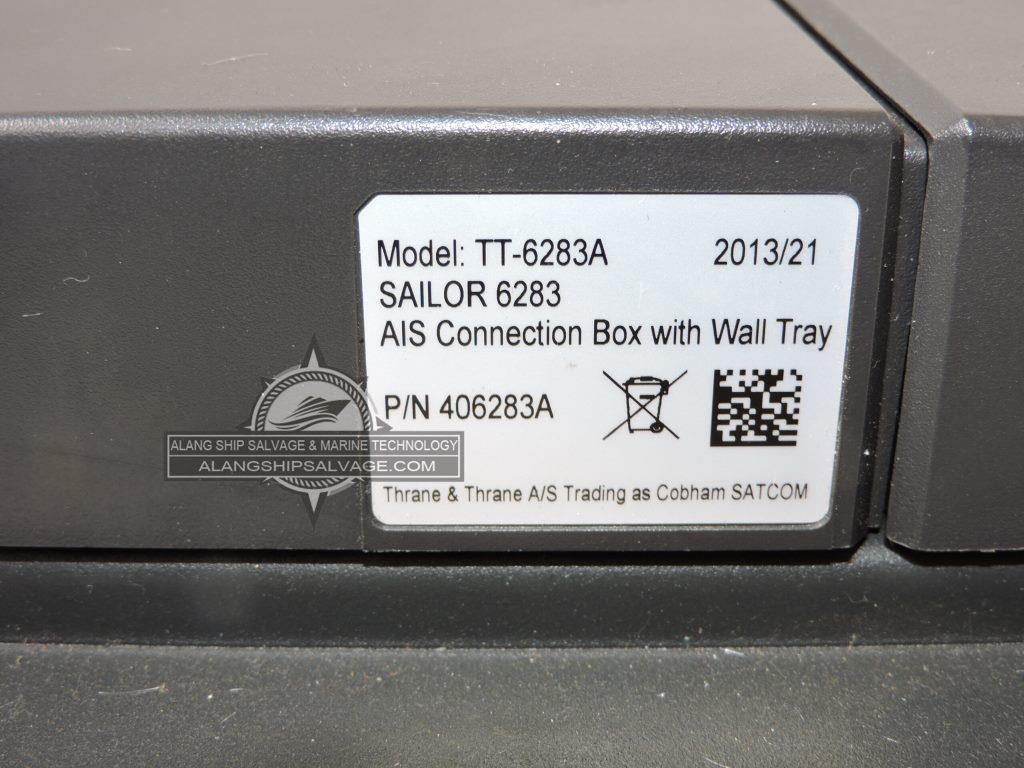 Model: TT-6283A 2013/21
SAILOR 6283
AIS Connection Box with Wall Tray
P/N 406283A
ALANG SHIP SALVAGE & MARINE TECHNOLOGY
ALANGSHIPSALVAGE.COM
Thrane & Thrane A/S Trading as Cobham SATCOM